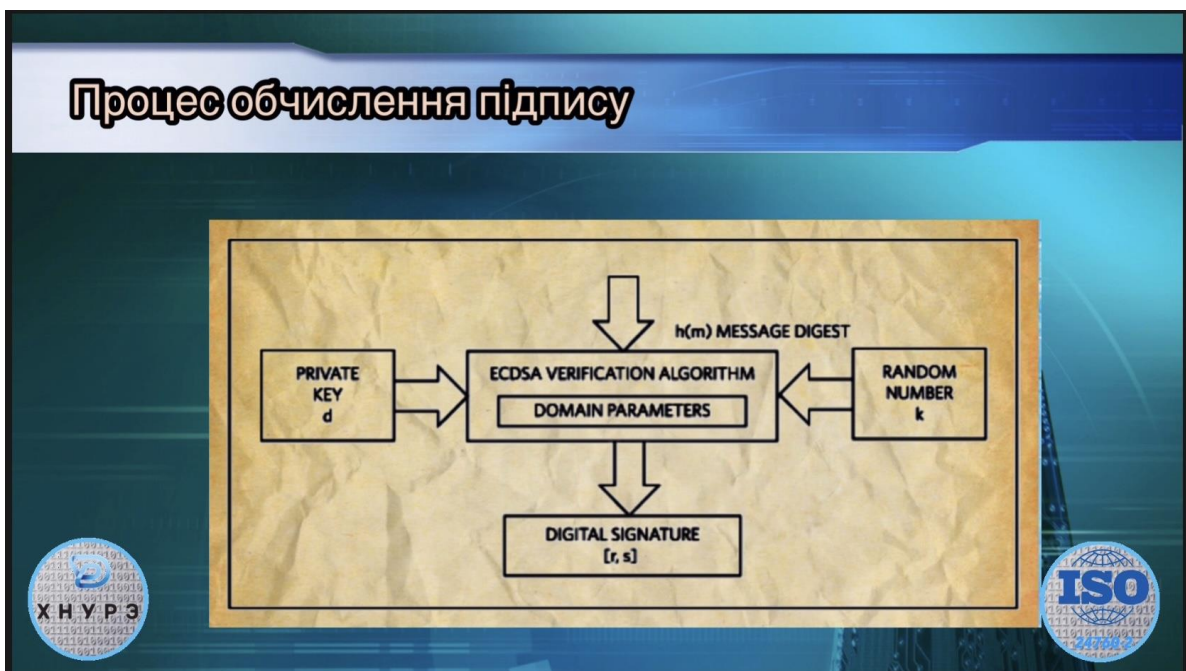 Процес обчислення підпису
h(m) MESSAGE DIGEST
PRIVATE
KEY
d
ECDSA VERIFICATION ALGORITHM
DOMAIN PARAMETERS
RANDOM
NUMBER
k
DIGITAL SIGNATURE
[r, s]
ХНУРЭ
ISO